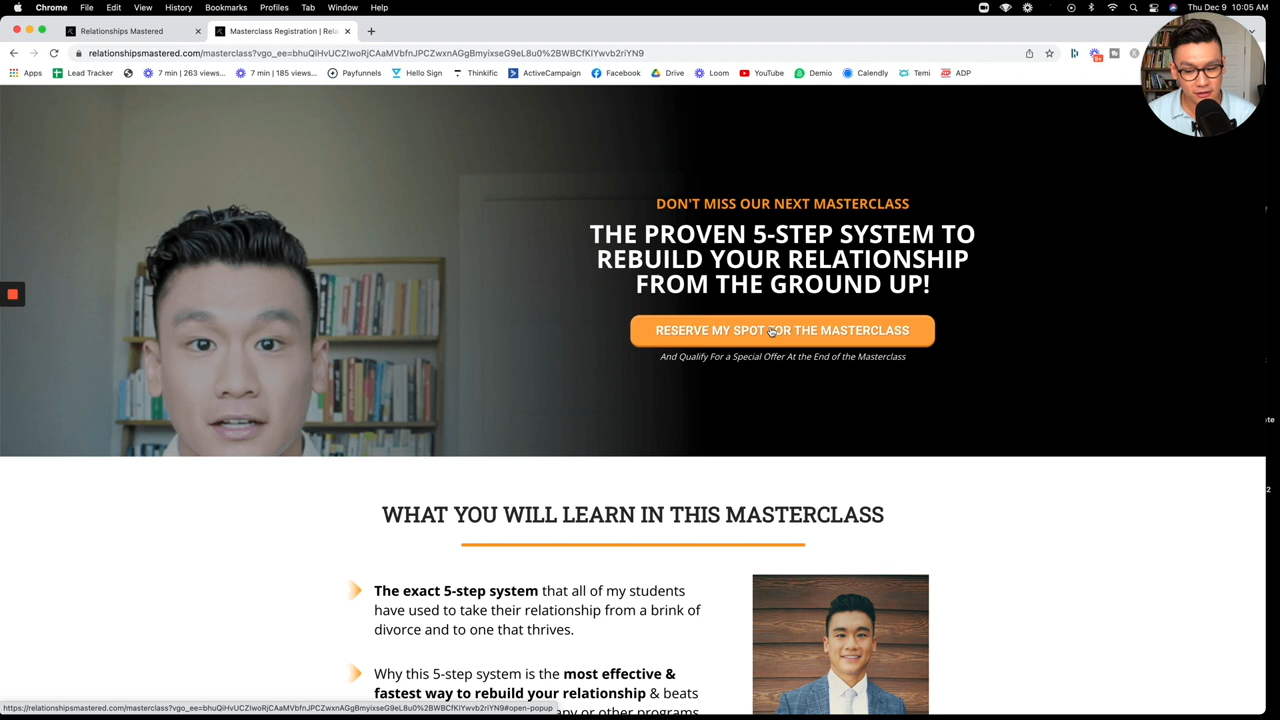 Chrome File Edit View History Bookmarks Profiles Tab Window Help
Thu Dec 9 10:05 AM
Relationships Mastered
Masterclass Registration | Rela
relationshipsmastered.com/masterclass?vgo_ee=bhuQiHvUCZIwoRjCAaMVbfnJPCZwxnAGgBmyixseG9eL8u0%2BWBCfKIYwvb2riYN9
Apps Lead Tracker 7 min | 263 views... 7 min | 185 views... Payfunnels Hello Sign Thinkific ActiveCampaign Facebook Drive Loom YouTube Demio Calendly Temi ADP
DON'T MISS OUR NEXT MASTERCLASS
THE PROVEN 5-STEP SYSTEM TO
REBUILD YOUR RELATIONSHIP
FROM THE GROUND UP!
RESERVE MY SPOT FOR THE MASTERCLASS
And Qualify For a Special Offer At the End of the Masterclass
WHAT YOU WILL LEARN IN THIS MASTERCLASS
The exact 5-step system that all of my students
have used to take their relationship from a brink of
divorce and to one that thrives.
Why this 5-step system is the most effective &
fastest way to rebuild your relationship & beats
or other programs
https://relationshipsmastered.com/masterclass?vgo_ee=bhuQiHvUCZIwoRjCAaMVbfnJPCZwxnAGgBmyixseG9eL8u0%2BWBCfKIYwvb2riYN9#open-popup